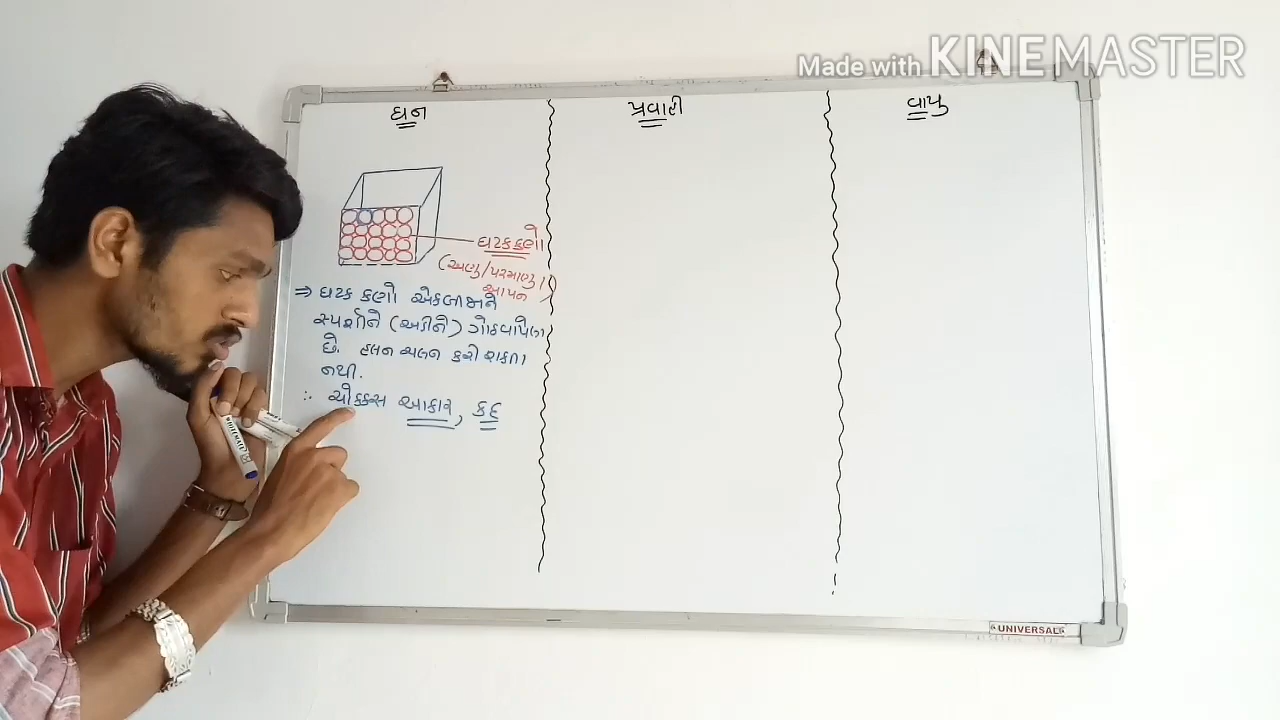 Made with KINEMASTER
ઘન
પ્રવાહી
વાયુ
ઘટકકણો
(અણુ/પરમાણુ/
આયન)
⇒ ઘટક કણો એકબીજાને
સ્પર્શીને (અડીને) ગોઠવાયેલા
છે. હલન ચલન કરી શકતા
નથી.
∴ ચોક્કસ આકાર, કદ
WHITEMATE
UNIVERSAL